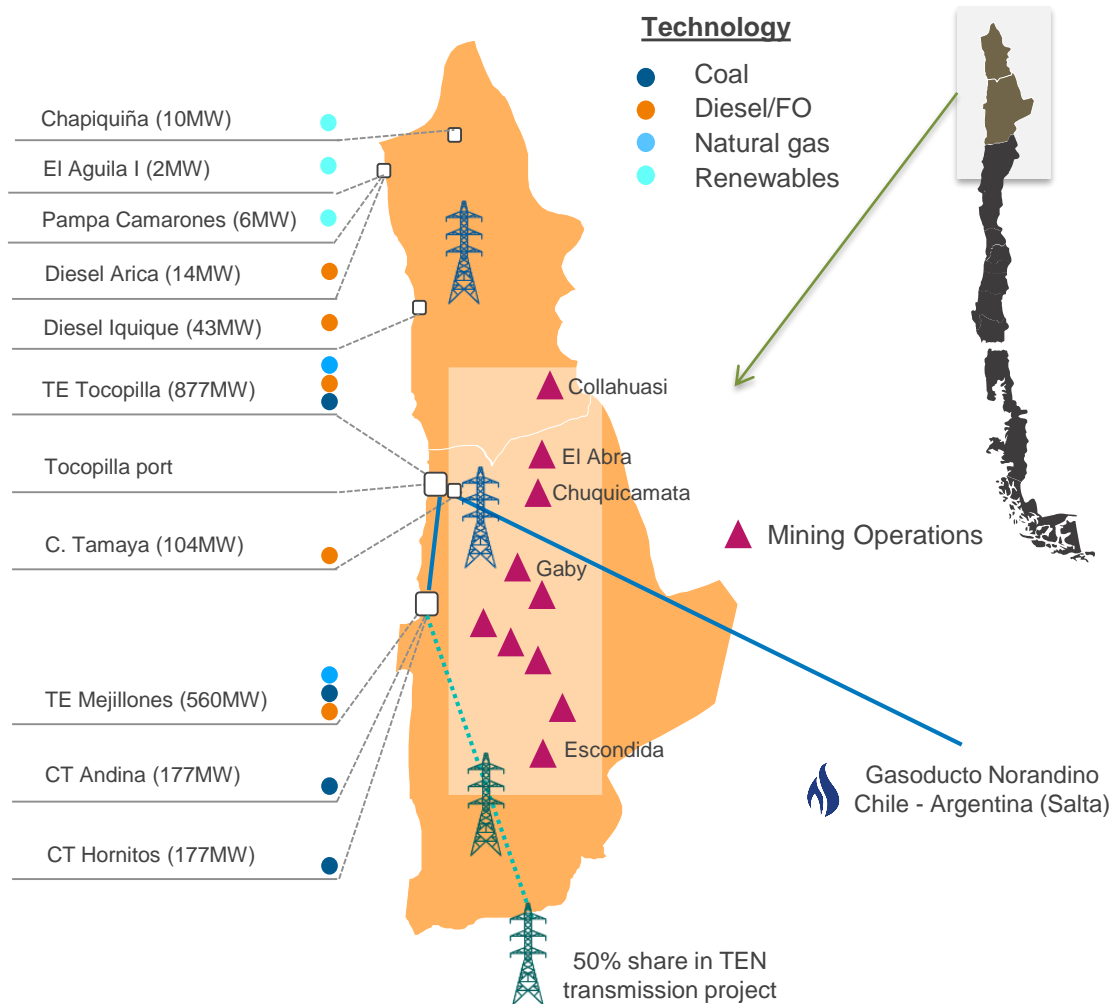 Technology
Coal
Diesel/FO
Natural gas
Renewables
Chapiquiña (10MW)
El Aguila I (2MW)
Pampa Camarones (6MW)
Diesel Arica (14MW)
Diesel Iquique (43MW)
TE Tocopilla (877MW)
Tocopilla port
C. Tamaya (104MW)
TE Mejillones (560MW)
CT Andina (177MW)
CT Hornitos (177MW)
Collahuasi
El Abra
Chuquicamata
Gaby
Escondida
Mining Operations
Gasoducto Norandino
Chile - Argentina (Salta)
50% share in TEN
transmission project